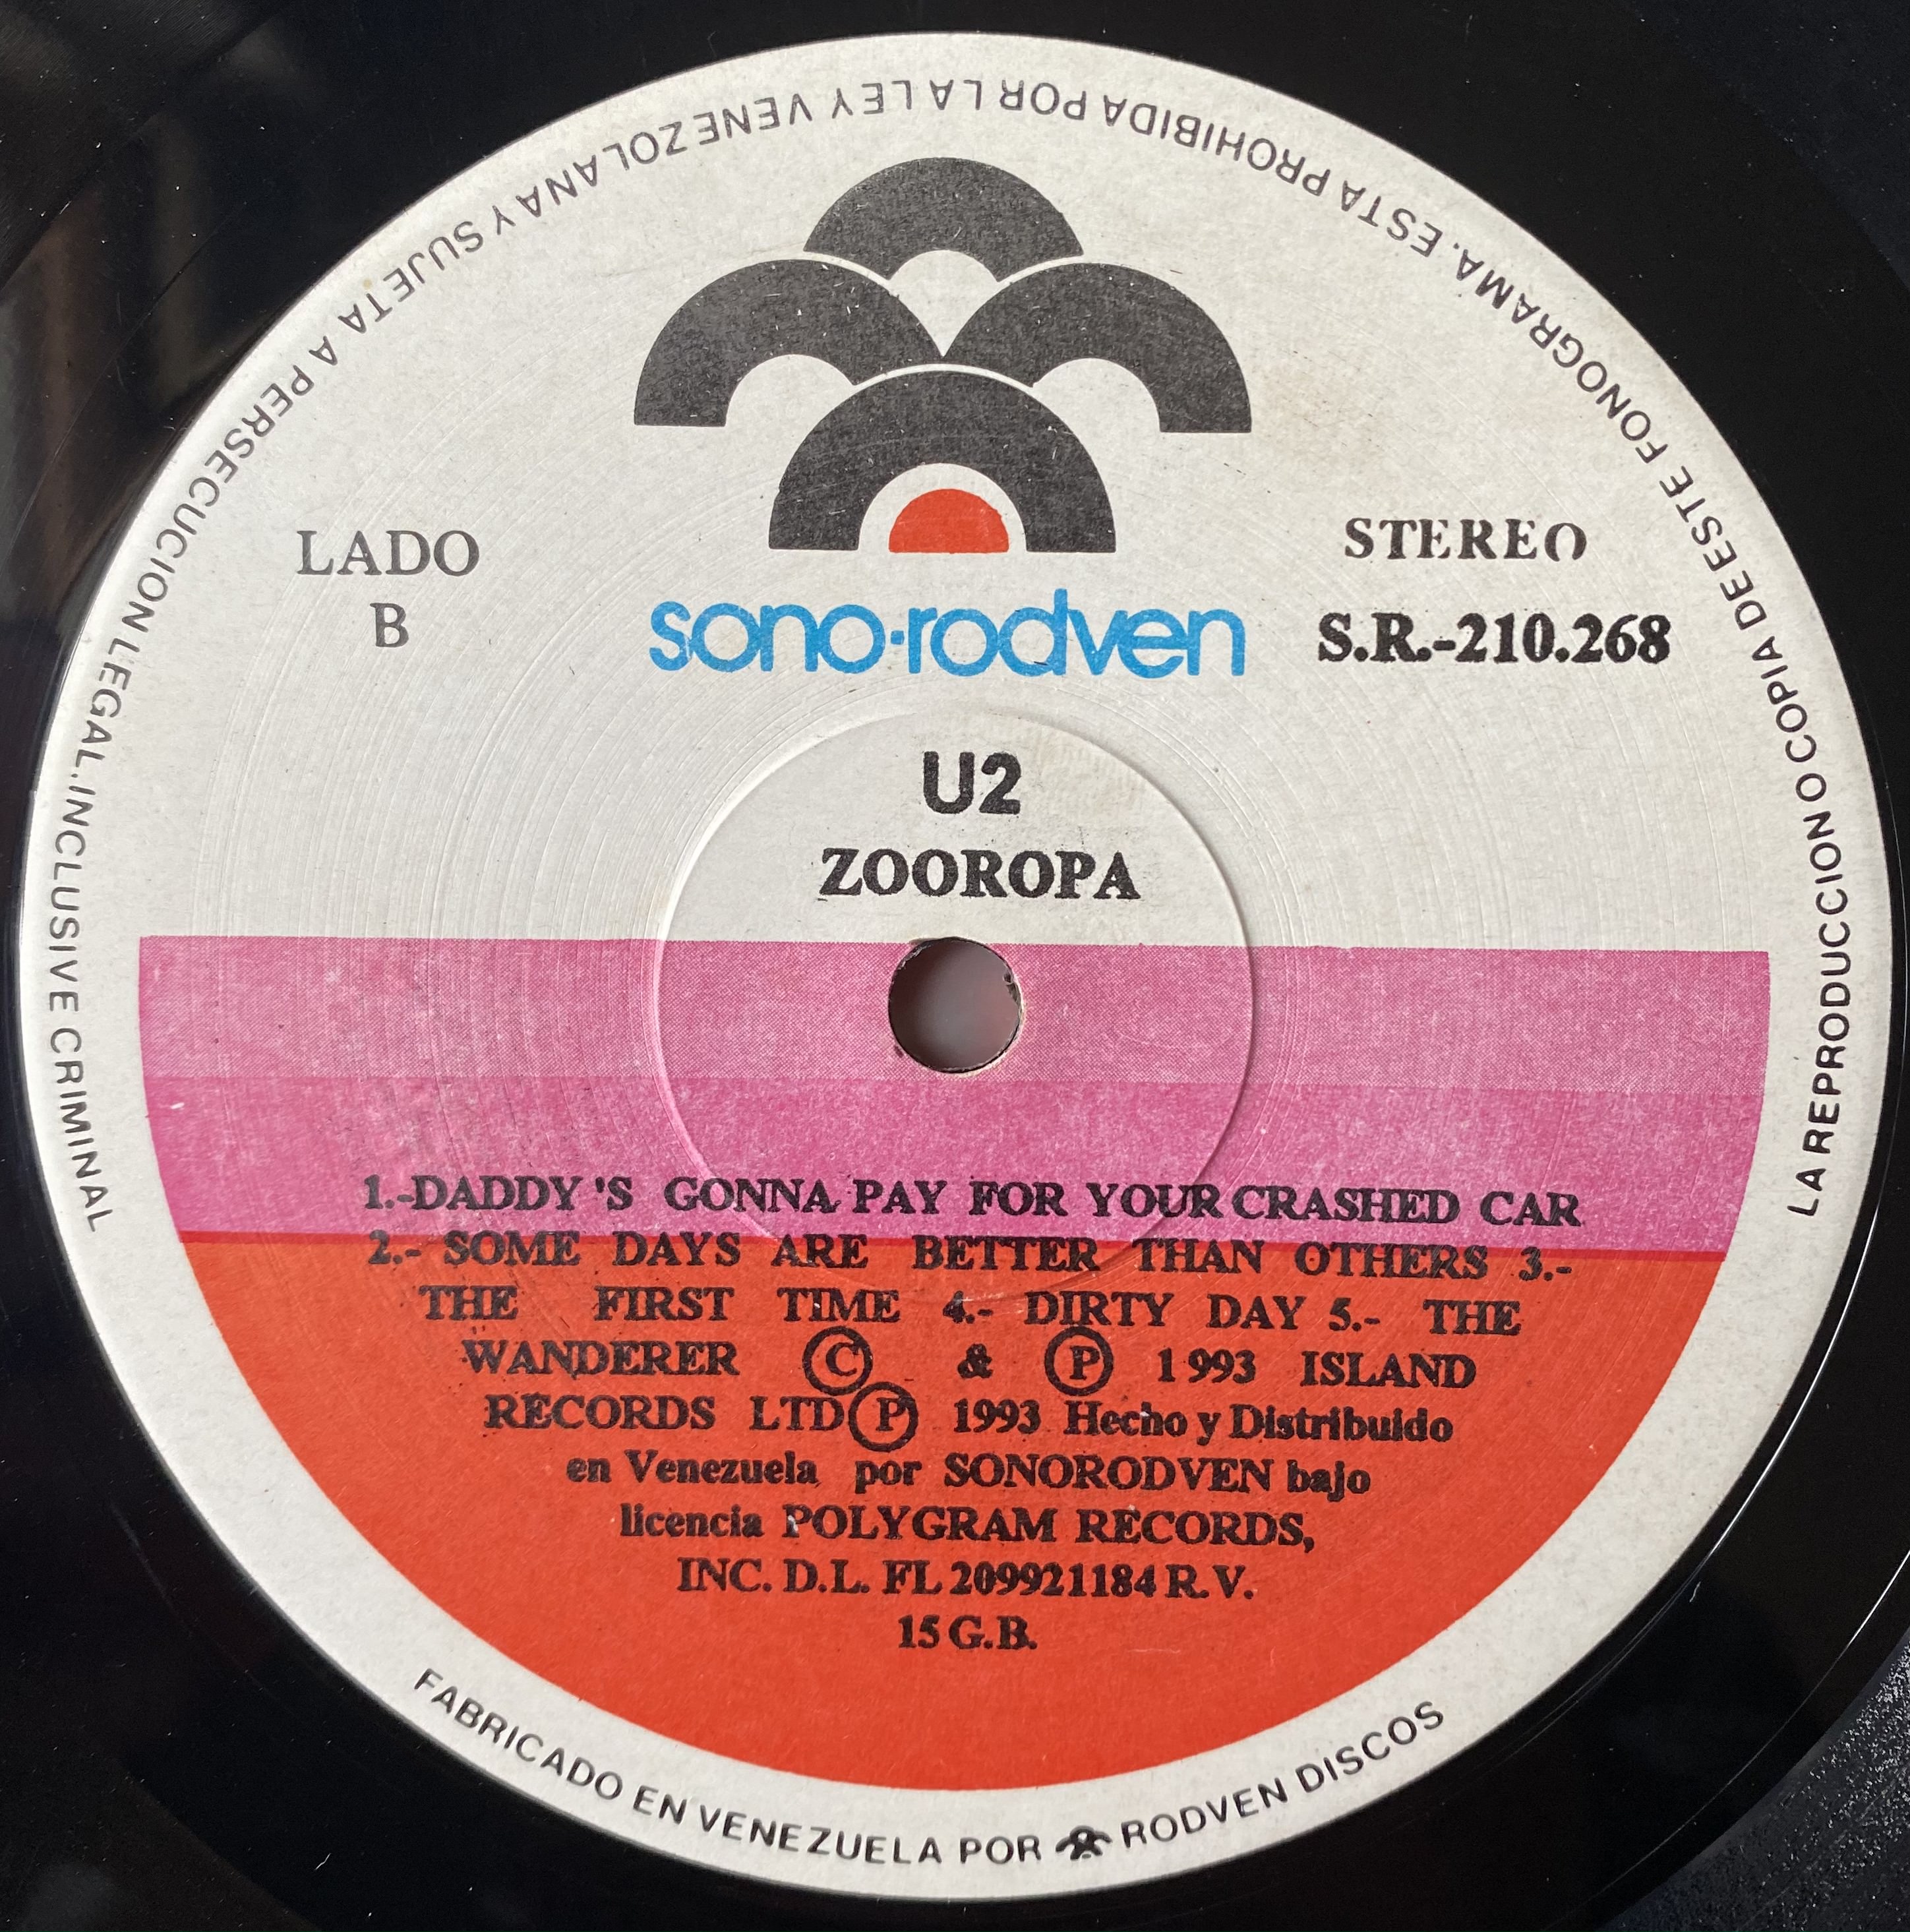 LA REPRODUCCION O COPIA DE ESTE FONOGRAMA. ESTA PROHIBIDA POR LA LEY VENEZOLANA Y SUJETA A PERSECUCION LEGAL. INCLUSIVE CRIMINAL
LADO
B
sono·rodven
STEREO
S.R.-210.268
U2
ZOOROPA
1.-DADDY'S GONNA PAY FOR YOUR CRASHED CAR
2.- SOME DAYS ARE BETTER THAN OTHERS 3.-
THE FIRST TIME 4.- DIRTY DAY 5.- THE
WANDERER Ⓒ & Ⓟ 1993 ISLAND
RECORDS LTD Ⓟ 1993 Hecho y Distribuido
en Venezuela por SONORODVEN bajo
licencia POLYGRAM RECORDS,
INC. D.L. FL 209921184 R.V.
15 G.B.
FABRICADO EN VENEZUELA POR RODVEN DISCOS